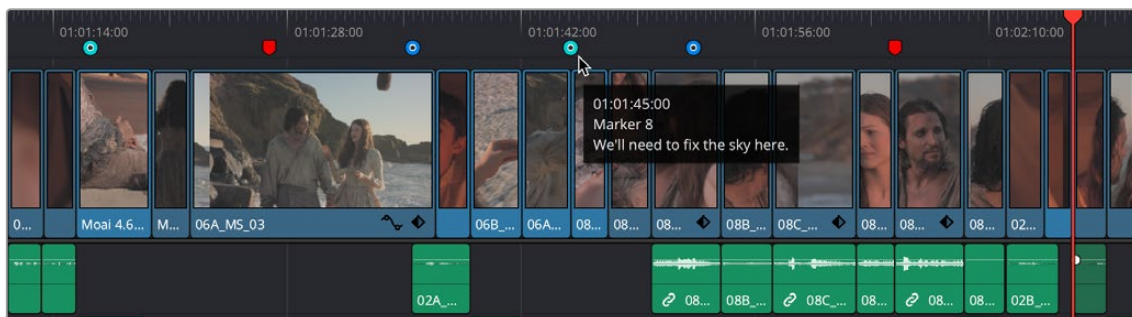 01:01:14:00 01:01:28:00 01:01:42:00 01:01:56:00 01:02:10:00
01:01:45:00
Marker 8
We'll need to fix the sky here.
0... Moai 4.6... M... 06A_MS_03 06B_... 06A... 08... 08... 08... 08B_... 08C_... 08... 08... 08... 02...
02A_... 08... 08B_... 08C_... 08... 08... 08... 02B_...